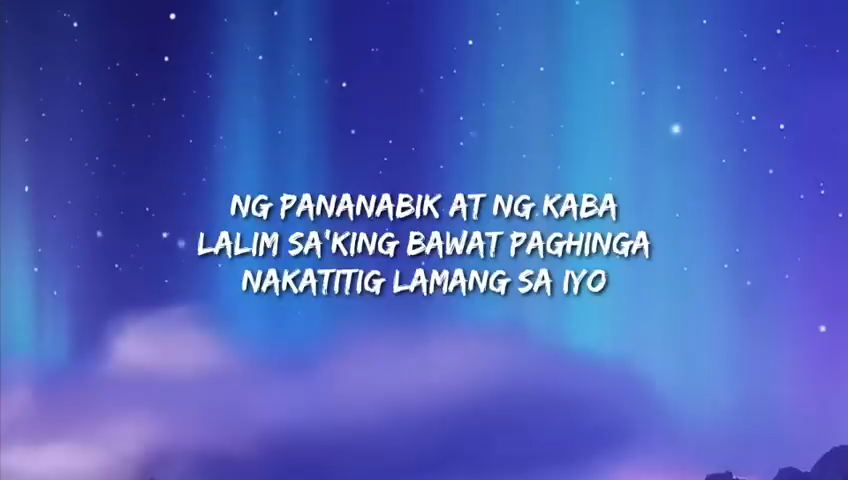 NG PANANABIK AT NG KABA
LALIM SA'KING BAWAT PAGHINGA
NAKATITIG LAMANG SA IYO